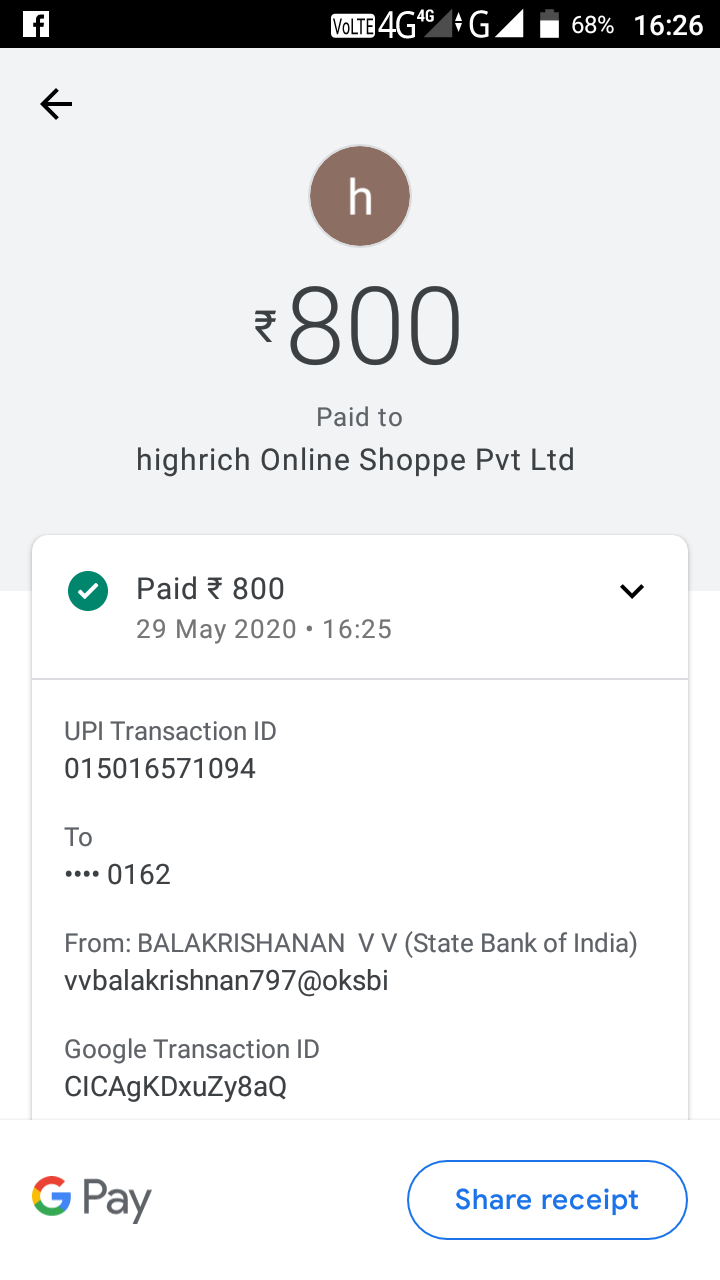 VoLTE 4G 4G G 68% 16:26
h
₹800
Paid to
highrich Online Shoppe Pvt Ltd
Paid ₹ 800
29 May 2020 • 16:25
UPI Transaction ID
015016571094
To
•••• 0162
From: BALAKRISHANAN  V V (State Bank of India)
vvbalakrishnan797@oksbi
Google Transaction ID
CICAgKDxuZy8aQ
G Pay
Share receipt